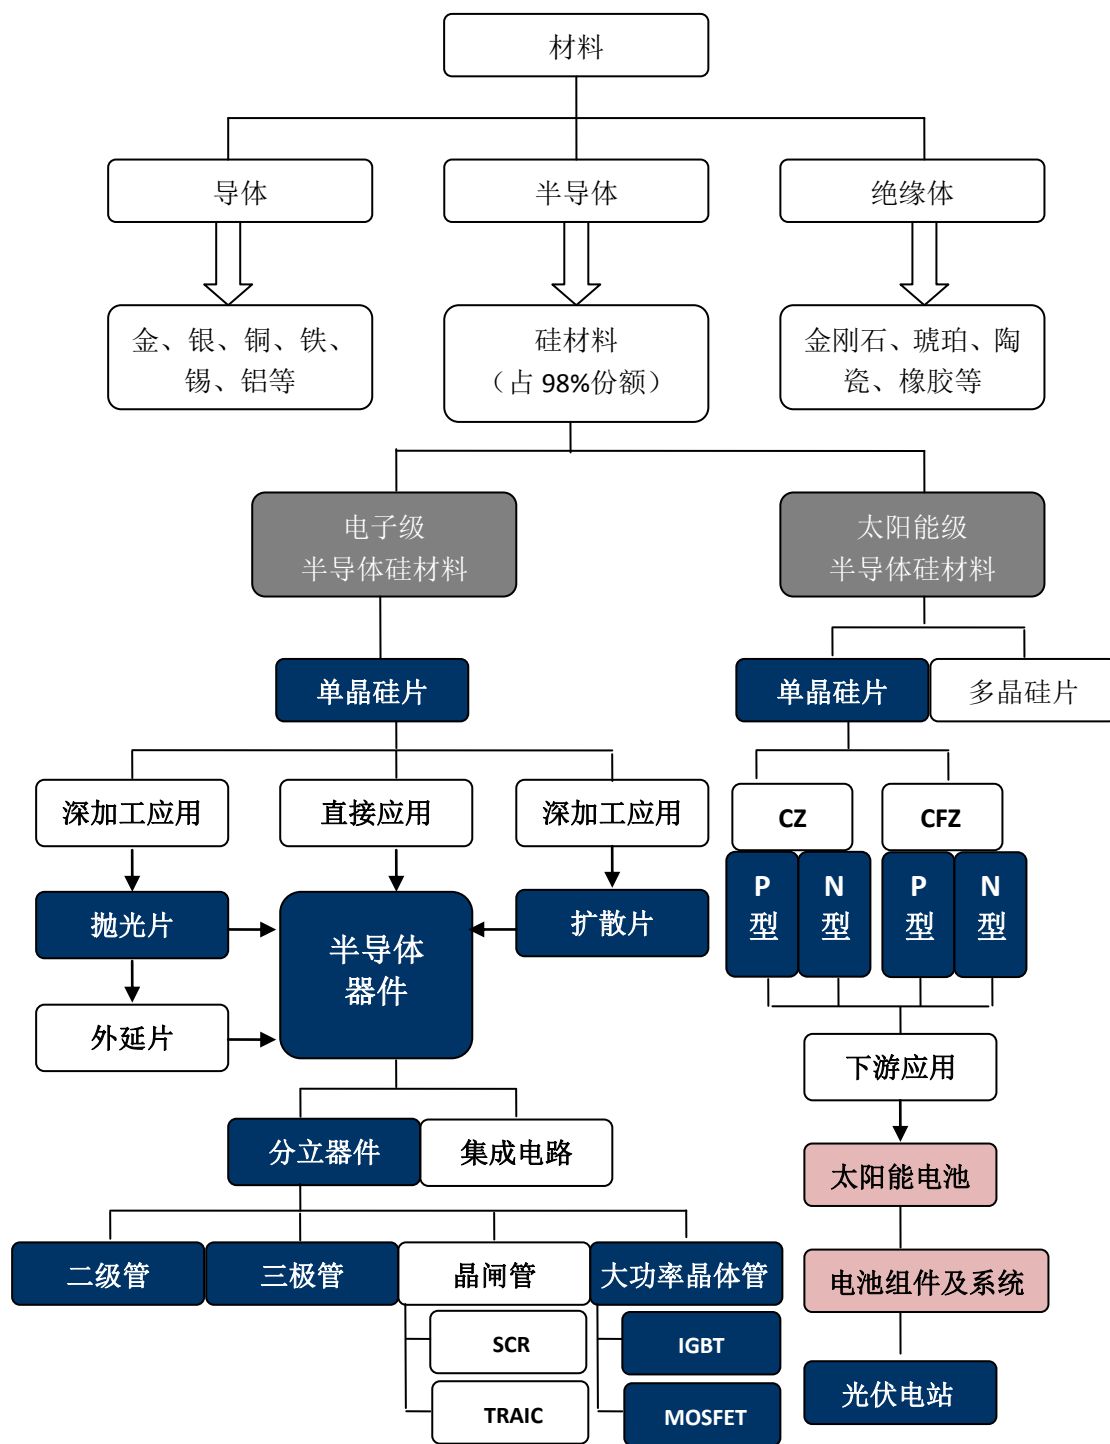 材料
导体
半导体
绝缘体
金、银、铜、铁、
锡、铝等
硅材料
（占 98%份额）
金刚石、琥珀、陶
瓷、橡胶等
电子级
半导体硅材料
太阳能级
半导体硅材料
单晶硅片
单晶硅片
多晶硅片
深加工应用
直接应用
深加工应用
CZ
CFZ
P
型
N
型
P
型
N
型
抛光片
半导体
器件
扩散片
外延片
下游应用
分立器件
集成电路
太阳能电池
二级管
三极管
晶闸管
大功率晶体管
电池组件及系统
SCR
IGBT
光伏电站
TRAIC
MOSFET